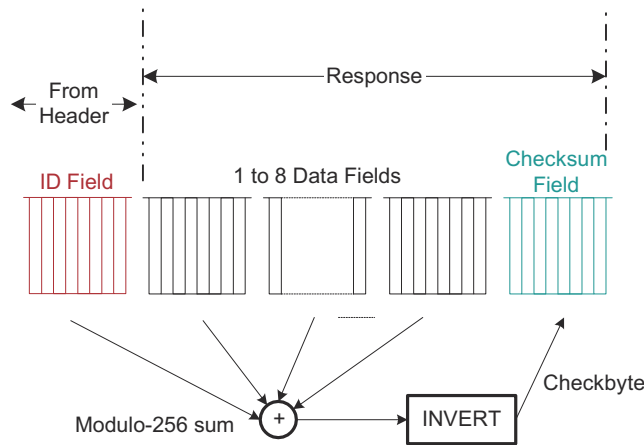 Response
From
Header
ID Field
1 to 8 Data Fields
Checksum
Field
Modulo-256 sum
+
INVERT
Checkbyte